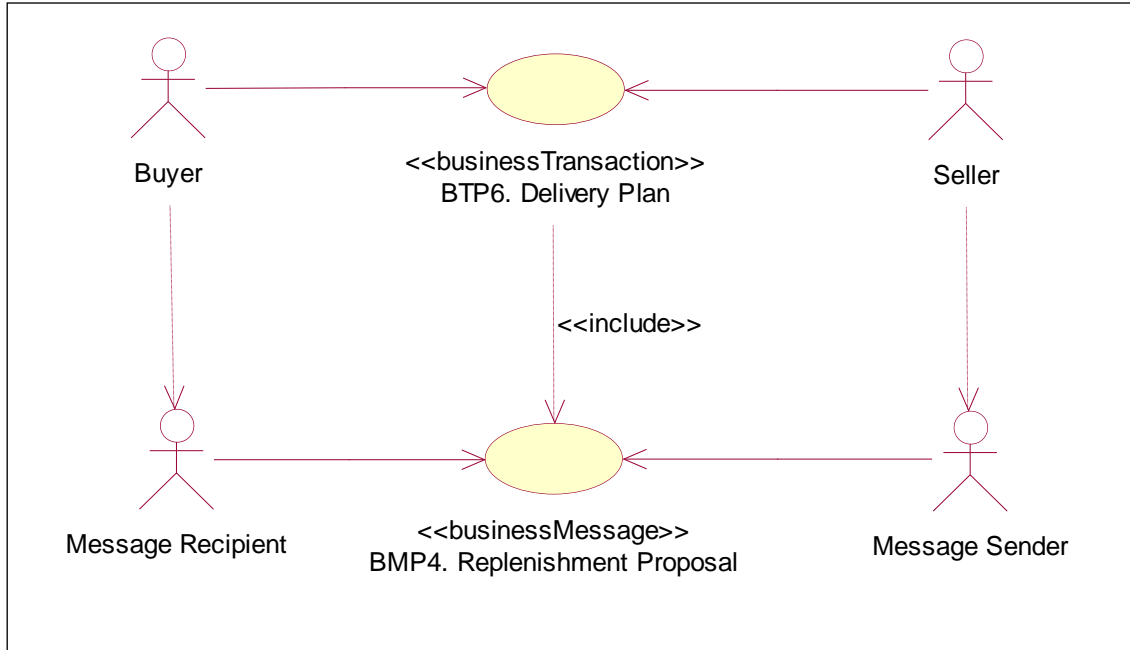 Buyer
<<businessTransaction>>
BTP6. Delivery Plan
Seller
<<include>>
Message Recipient
<<businessMessage>>
BMP4. Replenishment Proposal
Message Sender